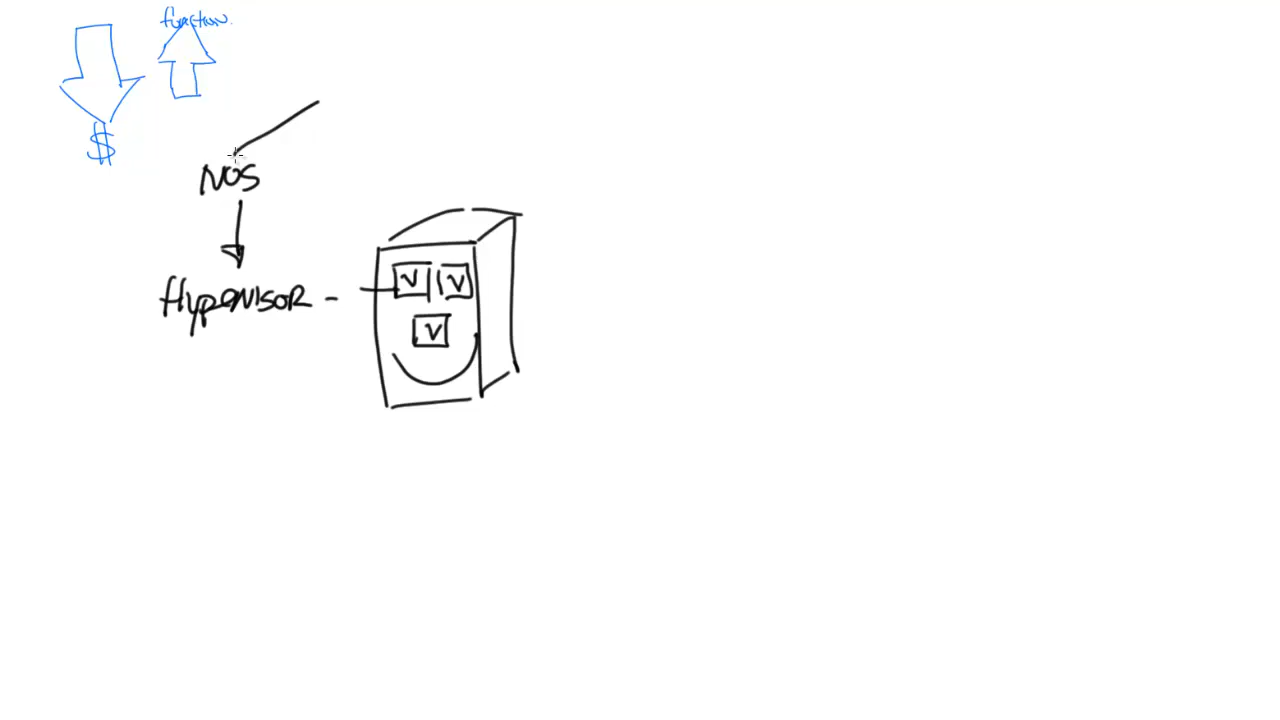 function.
$
NOS
Hypervisor -
V V
V